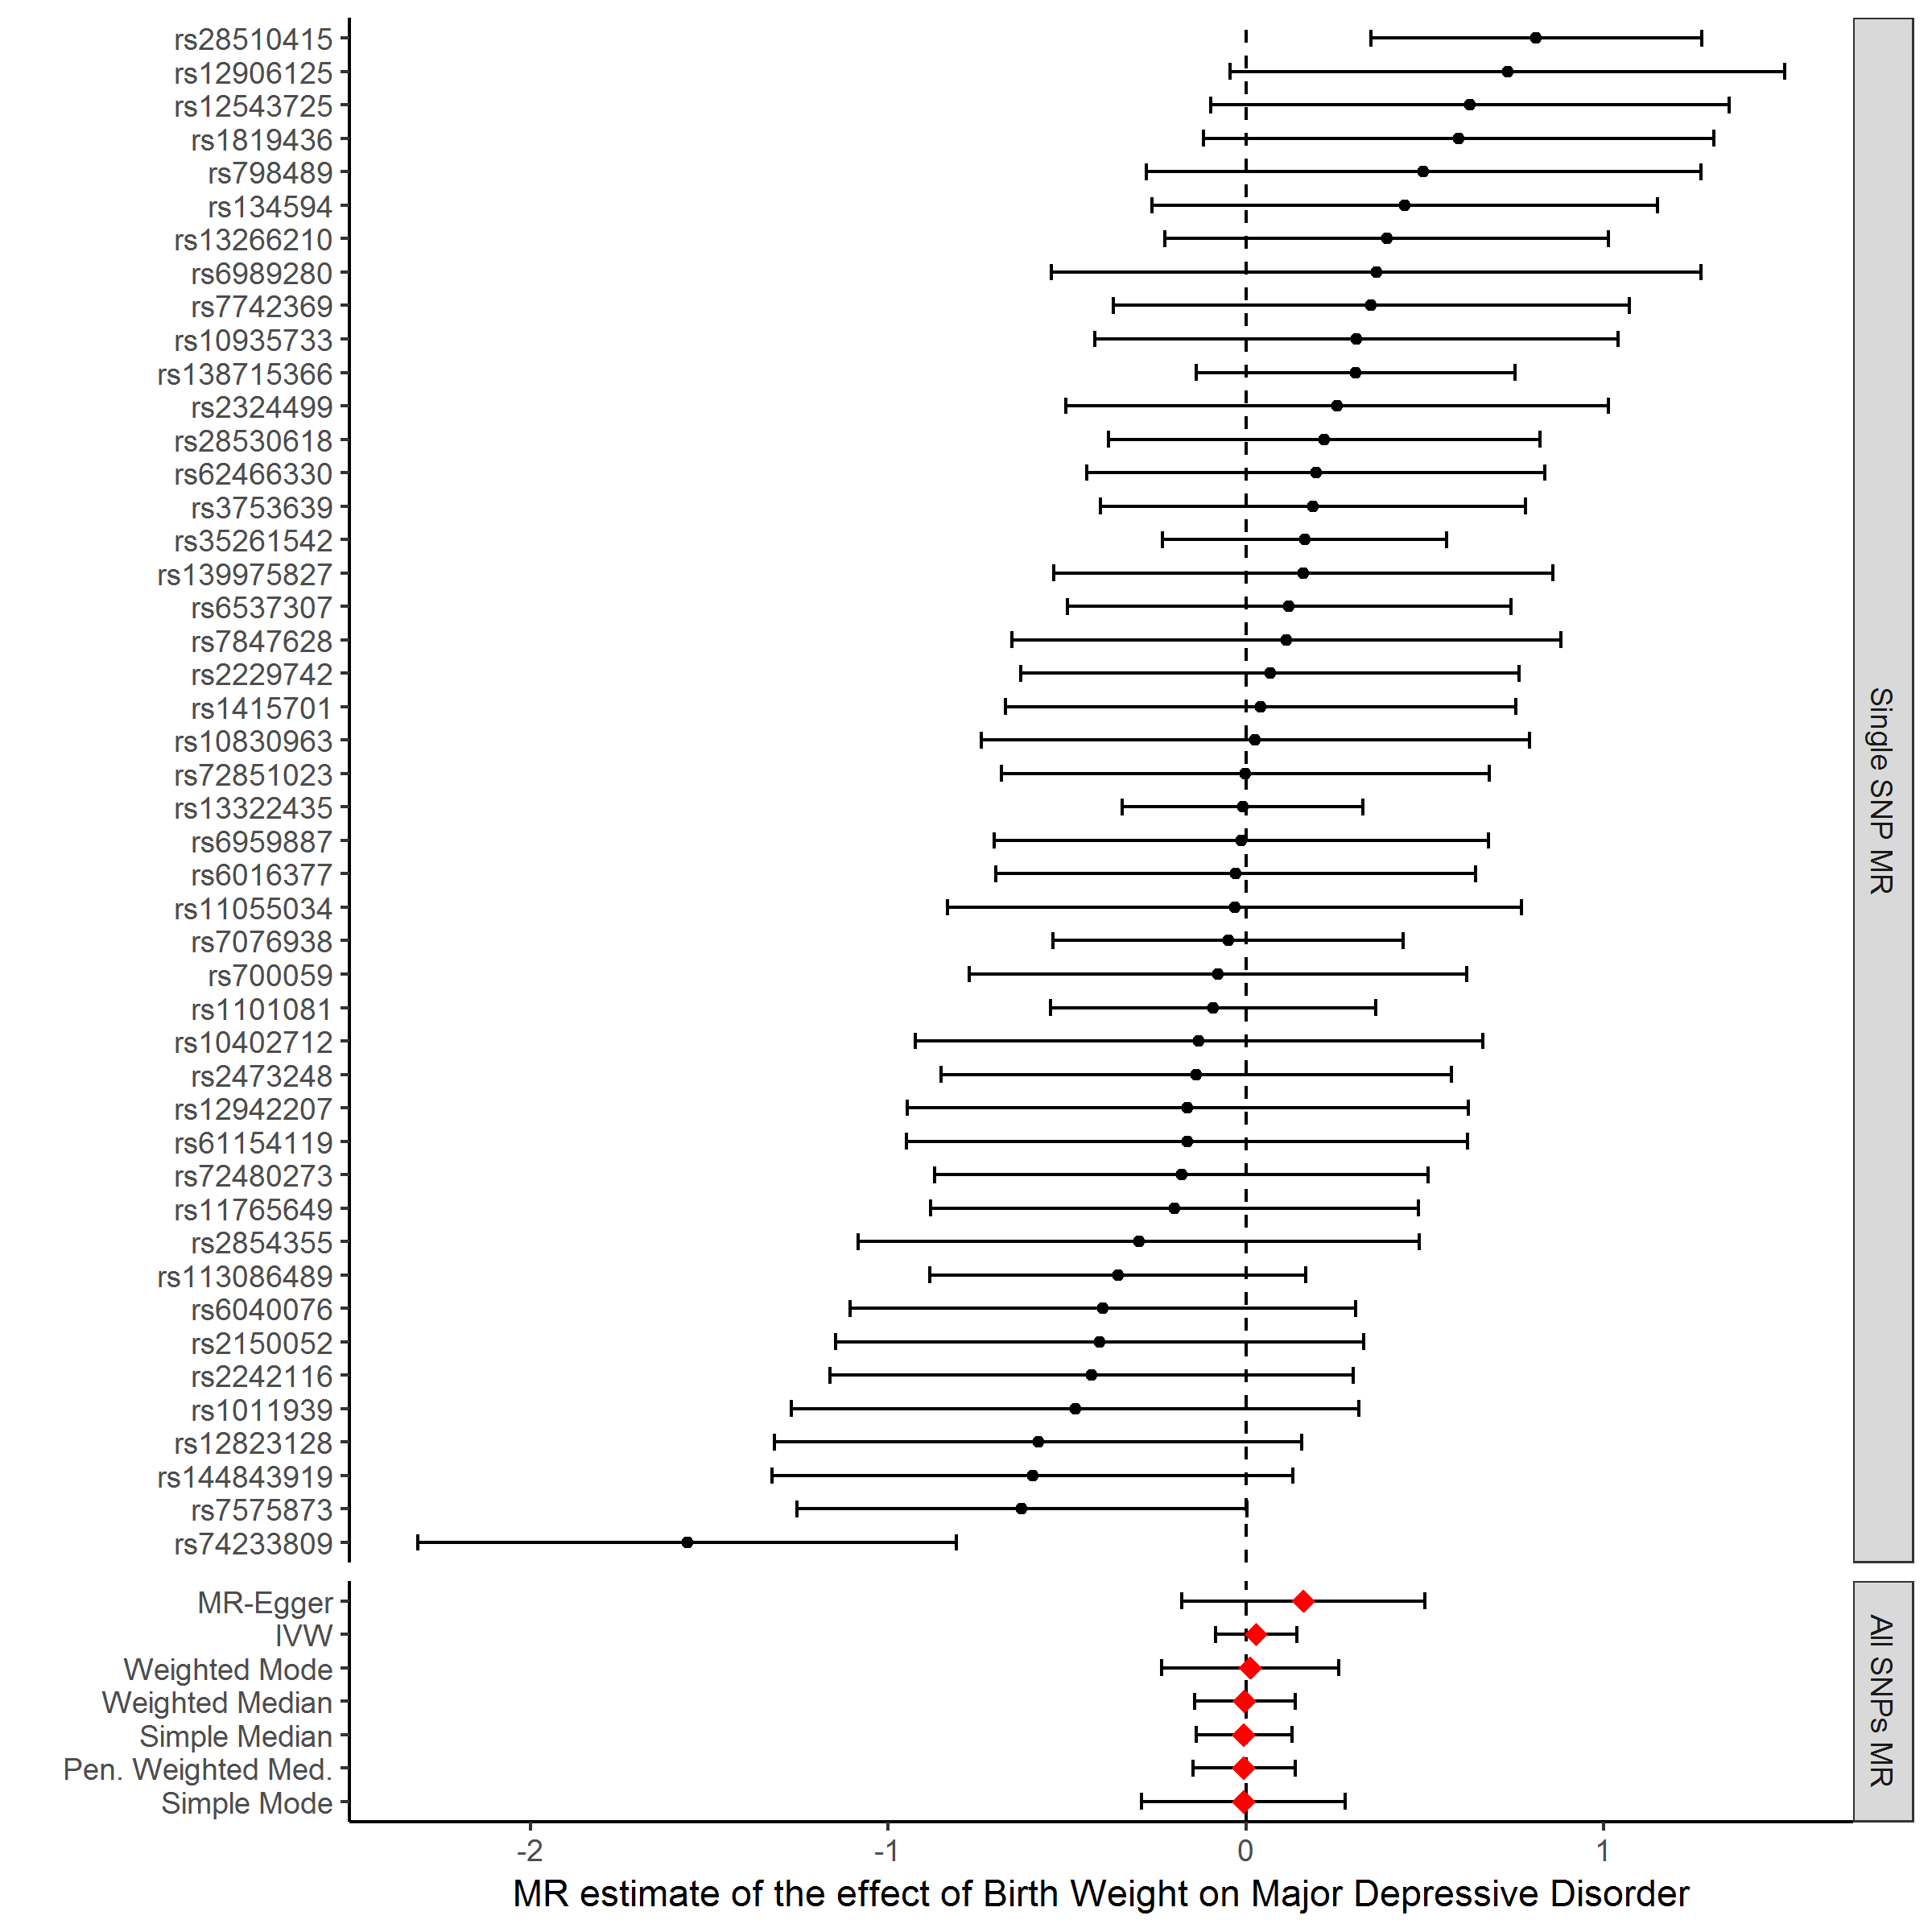 rs28510415
rs12906125
rs12543725
rs1819436
rs798489
rs134594
rs13266210
rs6989280
rs7742369
rs10935733
rs138715366
rs2324499
rs28530618
rs62466330
rs3753639
rs35261542
rs139975827
rs6537307
rs7847628
rs2229742
rs1415701
rs10830963
rs72851023
rs13322435
rs6959887
rs6016377
rs11055034
rs7076938
rs700059
rs1101081
rs10402712
rs2473248
rs12942207
rs61154119
rs72480273
rs11765649
rs2854355
rs113086489
rs6040076
rs2150052
rs2242116
rs1011939
rs12823128
rs144843919
rs7575873
rs74233809
Single SNP MR
MR-Egger
IVW
Weighted Mode
Weighted Median
Simple Median
Pen. Weighted Med.
Simple Mode
All SNPs MR
-2 -1 0 1
MR estimate of the effect of Birth Weight on Major Depressive Disorder